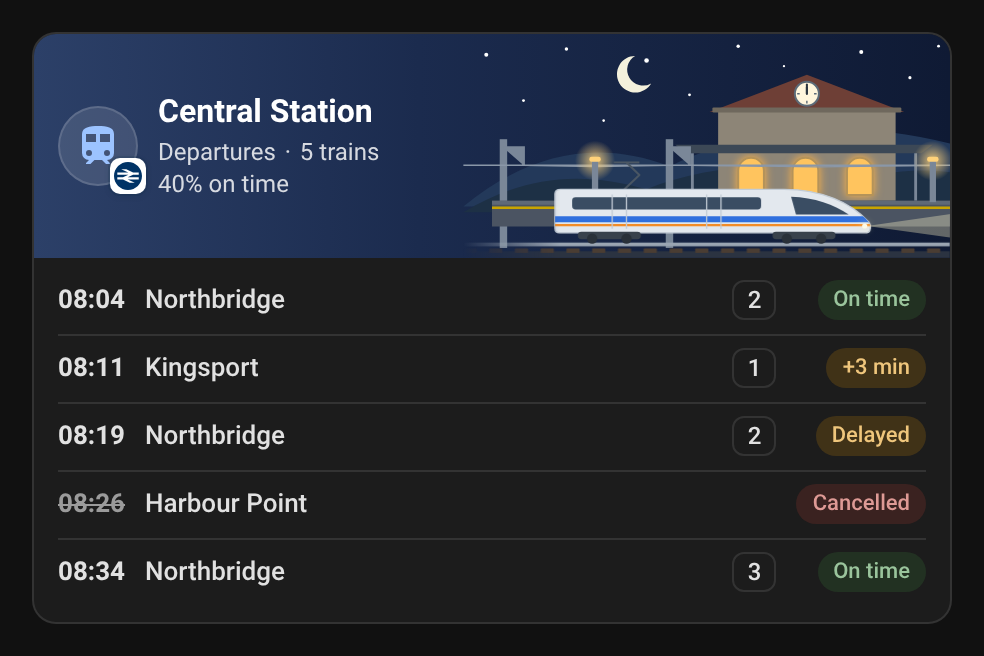 Central Station
Departures · 5 trains
40% on time
08:04 Northbridge 2 On time
08:11 Kingsport 1 +3 min
08:19 Northbridge 2 Delayed
08:26 Harbour Point Cancelled
08:34 Northbridge 3 On time